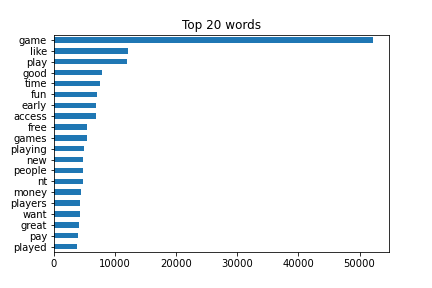 Top 20 words
game
like
play
good
time
fun
early
access
free
games
playing
new
people
nt
money
players
want
great
pay
played
0 10000 20000 30000 40000 50000